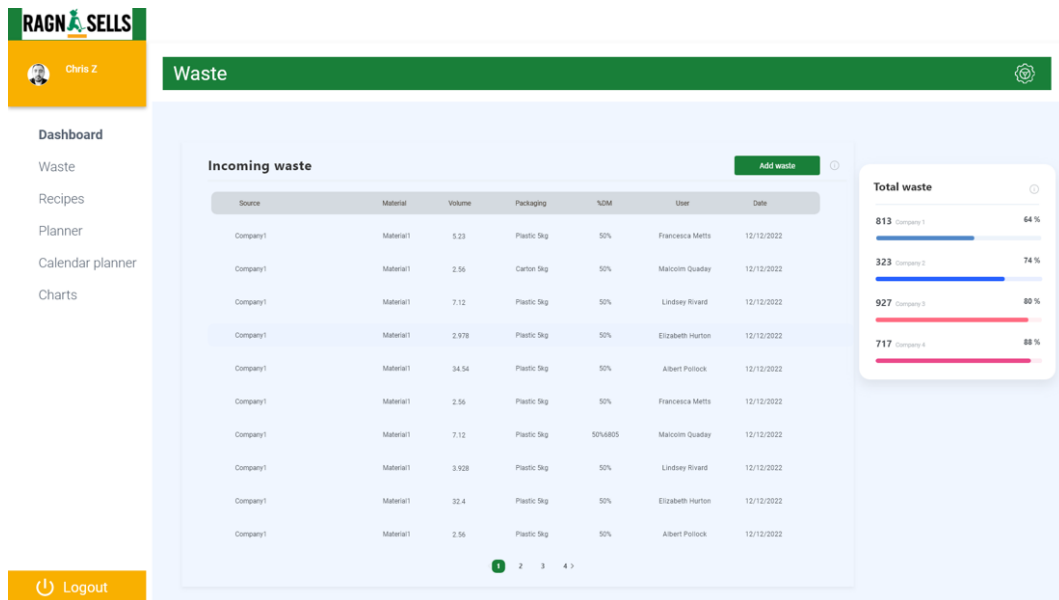 RAGN SELLS
Chris Z
Dashboard
Waste
Recipes
Planner
Calendar planner
Charts
Logout
Waste
Incoming waste
Add waste
Source Material Volume Packaging %DM User Date
Company1 Material1 5.23 Plastic 5kg 50% Francesca Metts 12/12/2022
Company1 Material1 2.56 Carton 5kg 50% Malcolm Quaday 12/12/2022
Company1 Material1 7.12 Plastic 5kg 50% Lindsey Rivard 12/12/2022
Company1 Material1 2.978 Plastic 5kg 50% Elizabeth Hurton 12/12/2022
Company1 Material1 34.54 Plastic 5kg 50% Albert Pollock 12/12/2022
Company1 Material1 2.56 Plastic 5kg 50% Francesca Metts 12/12/2022
Company1 Material1 7.12 Plastic 5kg 50%6805 Malcolm Quaday 12/12/2022
Company1 Material1 3.928 Plastic 5kg 50% Lindsey Rivard 12/12/2022
Company1 Material1 32.4 Plastic 5kg 50% Elizabeth Hurton 12/12/2022
Company1 Material1 2.56 Plastic 5kg 50% Albert Pollock 12/12/2022
1 2 3 4 >
Total waste
813 Company 1 64 %
323 Company 2 74 %
927 Company 3 80 %
717 Company 4 88 %